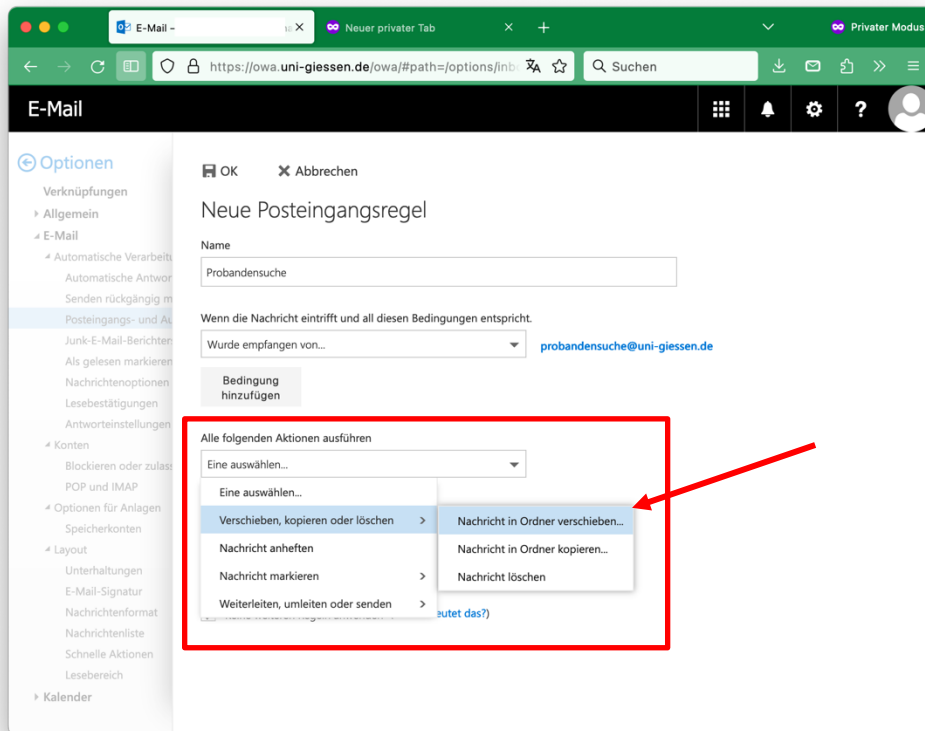 E-Mail –
Neuer privater Tab
Privater Modus
https://owa.uni-giessen.de/owa/#path=/options/inb
Suchen
E-Mail
?
Optionen
Verknüpfungen
Allgemein
E-Mail
Automatische Verarbeitu
Automatische Antwor
Senden rückgängig m
Posteingangs- und Au
Junk-E-Mail-Berichter
Als gelesen markieren
Nachrichtenoptionen
Lesebestätigungen
Antworteinstellungen
Konten
Blockieren oder zulass
POP und IMAP
Optionen für Anlagen
Speicherkonten
Layout
Unterhaltungen
E-Mail-Signatur
Nachrichtenformat
Nachrichtenliste
Schnelle Aktionen
Lesebereich
Kalender
OK
Abbrechen
Neue Posteingangsregel
Name
Probandensuche
Wenn die Nachricht eintrifft und all diesen Bedingungen entspricht.
Wurde empfangen von...
probandensuche@uni-giessen.de
Bedingung
hinzufügen
Alle folgenden Aktionen ausführen
Eine auswählen...
Eine auswählen...
Verschieben, kopieren oder löschen
Nachricht in Ordner verschieben...
Nachricht anheften
Nachricht in Ordner kopieren...
Nachricht markieren
Nachricht löschen
Weiterleiten, umleiten oder senden
eutet das?)